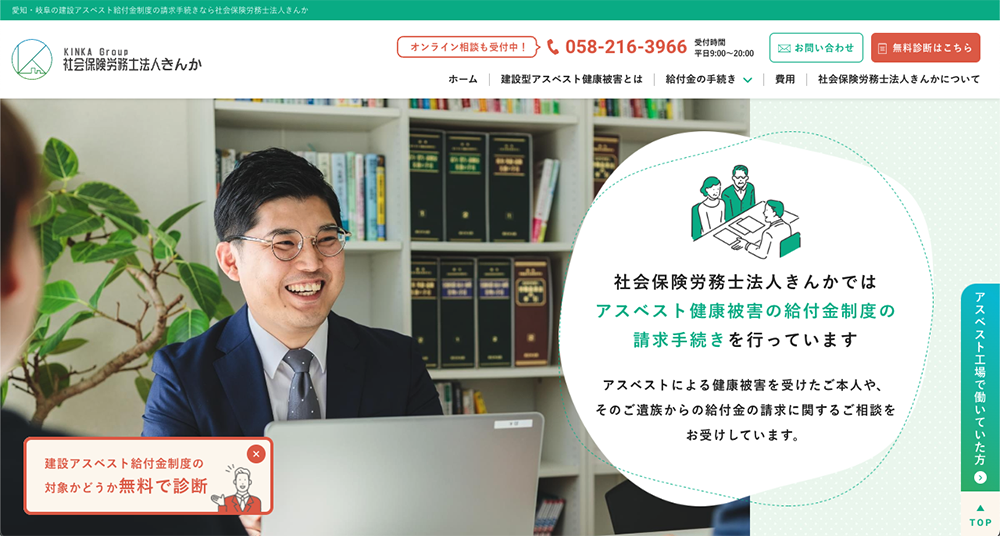 愛知・岐阜の建設アスベスト給付金制度の請求手続きなら社会保険労務士法人きんか
KINKA Group
社会保険労務士法人きんか
オンライン相談も受付中！
058-216-3966
受付時間
平日9:00～20:00
お問い合わせ
無料診断はこちら
ホーム
建設型アスベスト健康被害とは
給付金の手続き
費用
社会保険労務士法人きんかについて
社会保険労務士法人きんかでは
アスベスト健康被害の給付金制度の
請求手続きを行っています
アスベストによる健康被害を受けたご本人や、
そのご遺族からの給付金の請求に関するご相談を
お受けしています。
アスベスト工場で働いていた方
建設アスベスト給付金制度の
対象かどうか無料で診断
TOP